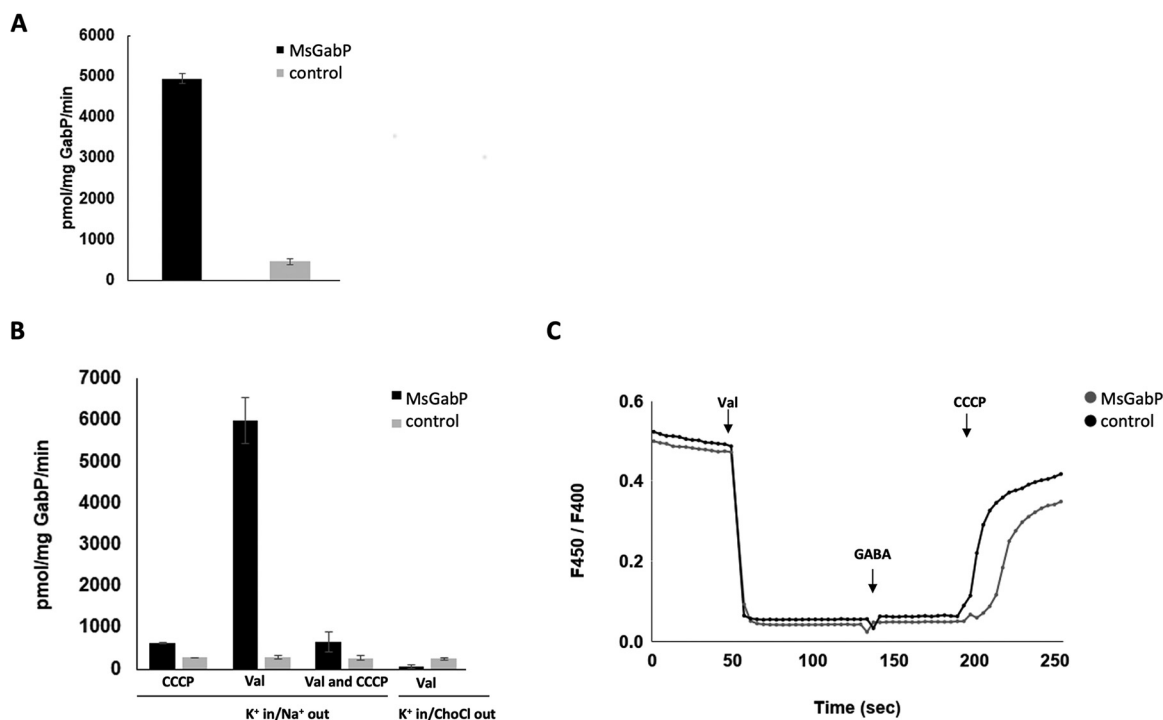 A
6000
5000
4000
3000
2000
1000
0
pmol/mg GabP/min
MsGabP
control
B
7000
6000
5000
4000
3000
2000
1000
0
pmol/mg GabP/min
MsGabP
control
CCCP Val Val and CCCP Val
K⁺ in/Na⁺ out K⁺ in/ChoCl out
C
0.6
0.4
0.2
0.0
F450 / F400
Val
GABA
CCCP
MsGabP
control
0 50 100 150 200 250
Time (sec)